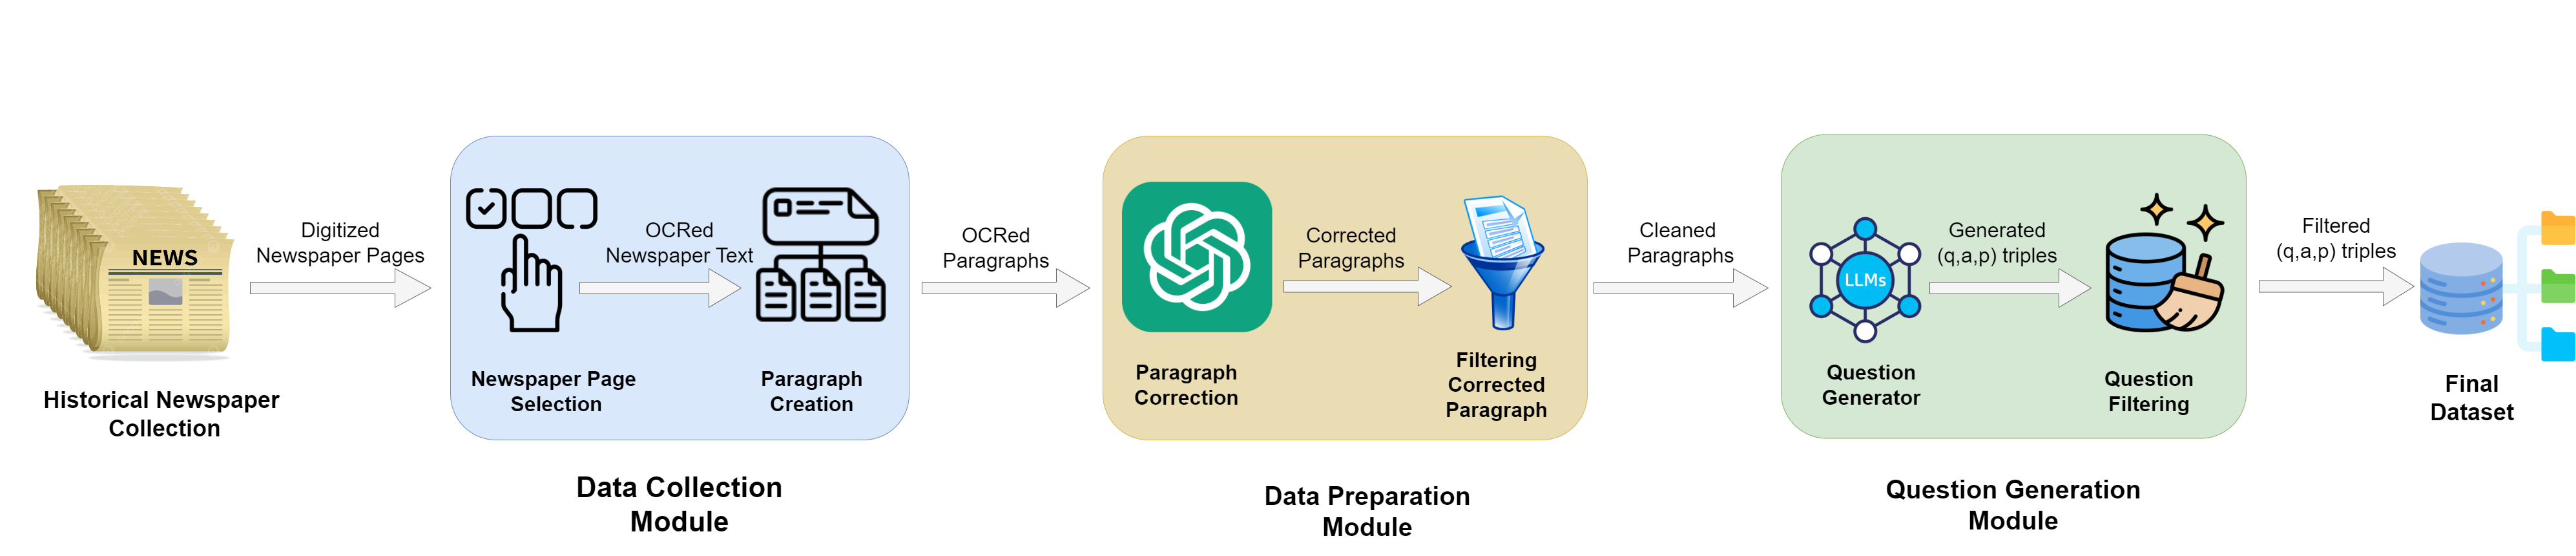 NEWS
Historical Newspaper
Collection
Digitized
Newspaper Pages
Newspaper Page
Selection
OCRed
Newspaper Text
Paragraph
Creation
Data Collection
Module
OCRed
Paragraphs
Paragraph
Correction
Corrected
Paragraphs
Filtering
Corrected
Paragraph
Data Preparation
Module
Cleaned
Paragraphs
LLMs
Question
Generator
Generated
(q,a,p) triples
Question
Filtering
Question Generation
Module
Filtered
(q,a,p) triples
Final
Dataset